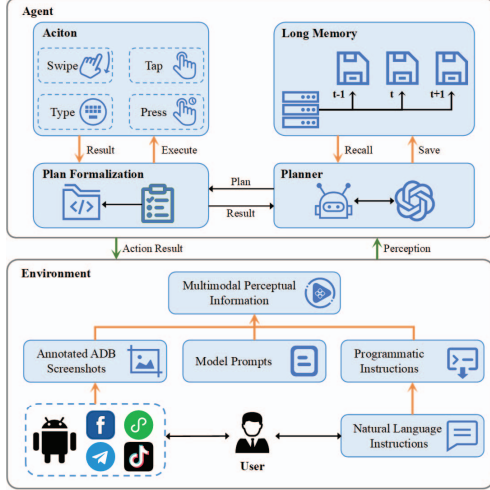 Agent
Aciton
Swipe
Tap
Type
Press
Long Memory
t-1
t
t+1
Result
Execute
Recall
Save
Plan Formalization
Plan
Result
Planner
Action Result
Perception
Environment
Multimodal Perceptual
Information
Annotated ADB
Screenshots
Model Prompts
Programmatic
Instructions
User
Natural Language
Instructions